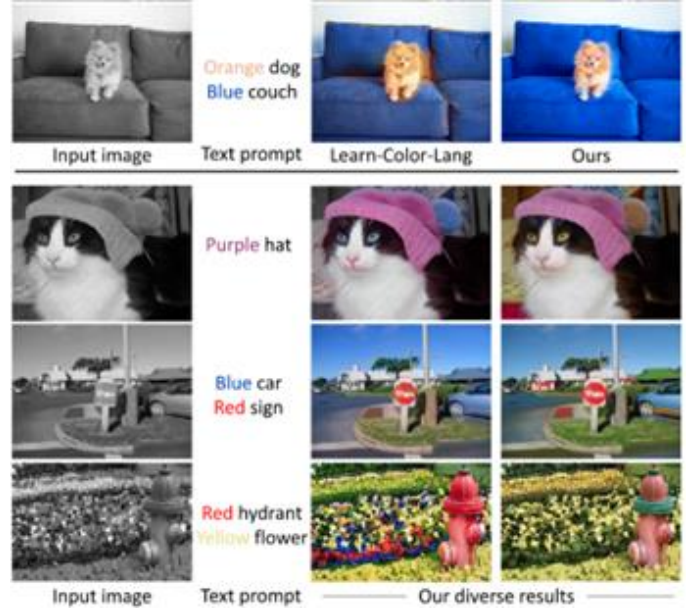 Orange dog
Blue couch
Input image Text prompt Learn-Color-Lang Ours
Purple hat
Blue car
Red sign
Red hydrant
Yellow flower
Input image Text prompt Our diverse results